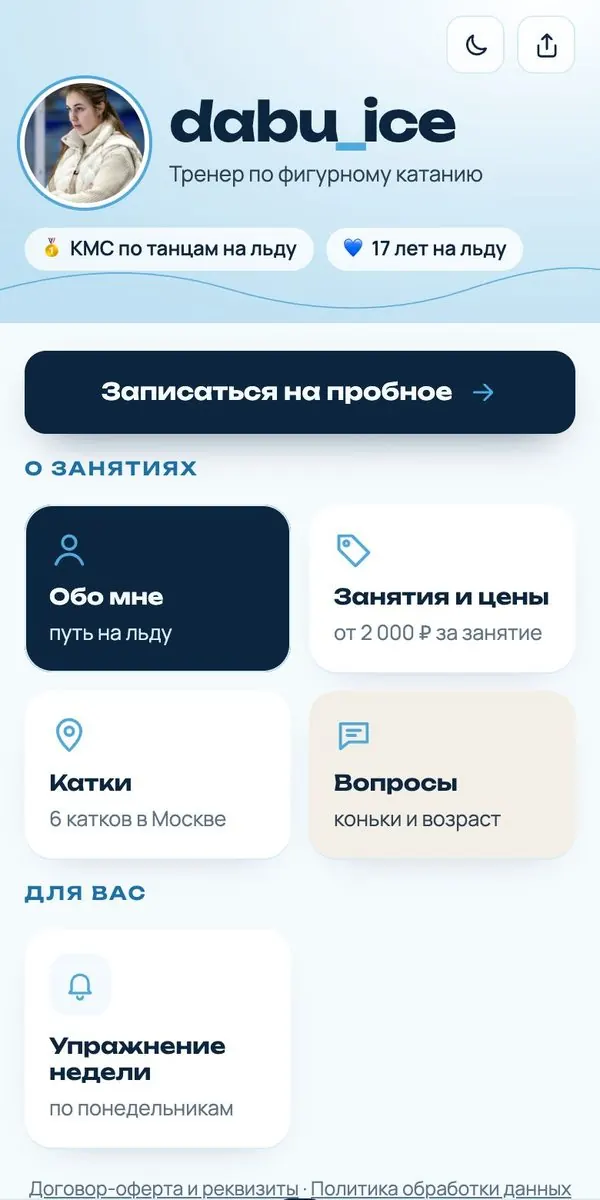 dabu_ice
Тренер по фигурному катанию
🥇 КМС по танцам на льду
💙 17 лет на льду
Записаться на пробное →
О ЗАНЯТИЯХ
Обо мне
путь на льду
Занятия и цены
от 2 000 ₽ за занятие
Катки
6 катков в Москве
Вопросы
коньки и возраст
ДЛЯ ВАС
Упражнение
недели
по понедельникам
Договор-оферта и реквизиты · Политика обработки данных